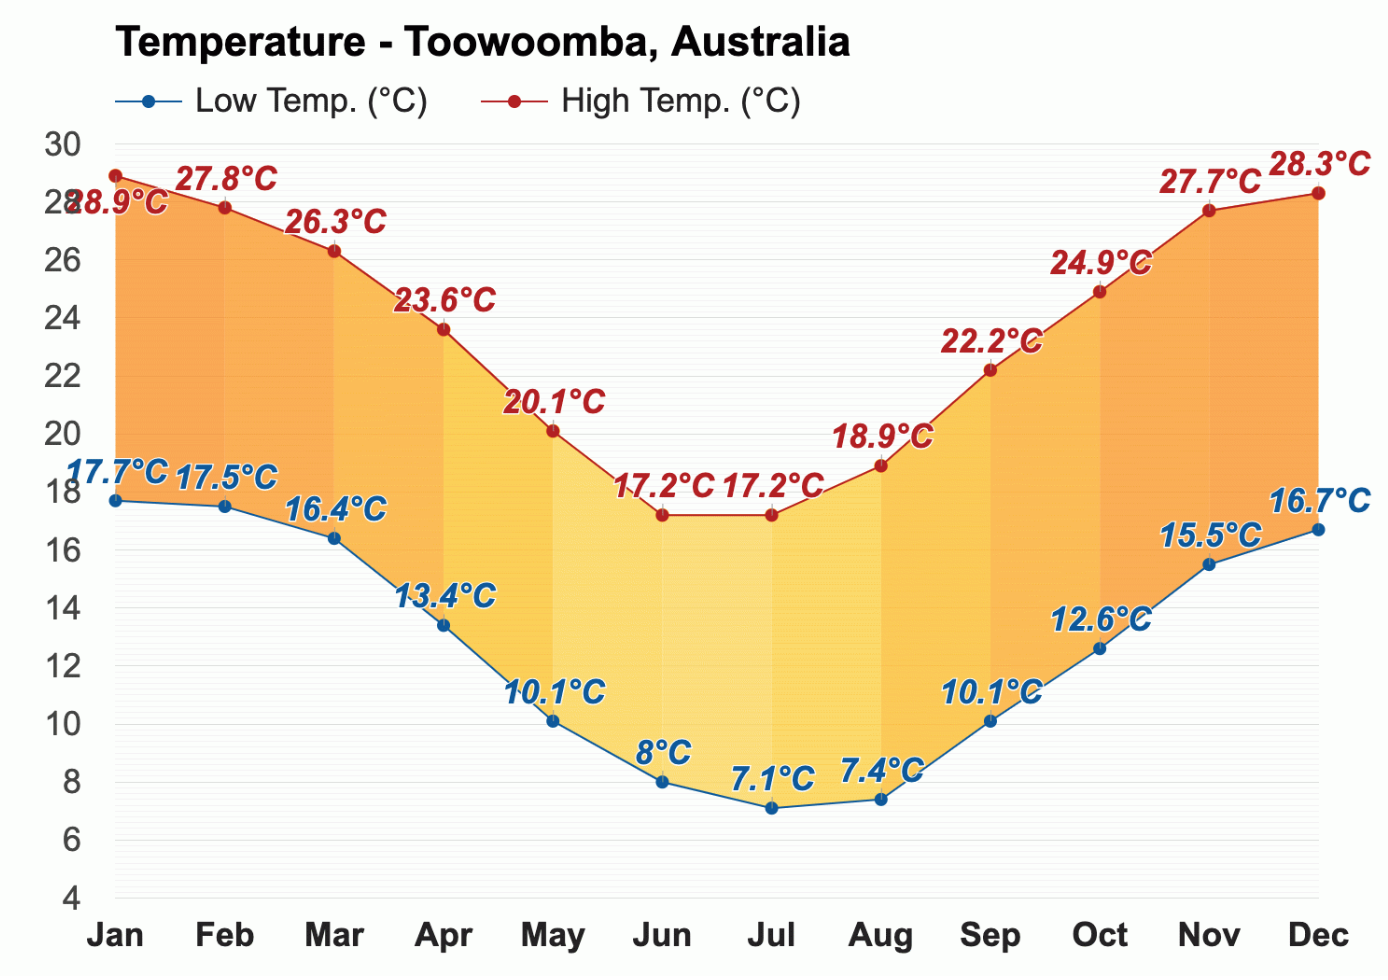 Temperature - Toowoomba, Australia
Low Temp. (°C) High Temp. (°C)
30
28
26
24
22
20
18
16
14
12
10
8
6
4
28.9°C 27.8°C 26.3°C 23.6°C 20.1°C 17.2°C 17.2°C 18.9°C 22.2°C 24.9°C 27.7°C 28.3°C
17.7°C 17.5°C 16.4°C 13.4°C 10.1°C 8°C 7.1°C 7.4°C 10.1°C 12.6°C 15.5°C 16.7°C
Jan Feb Mar Apr May Jun Jul Aug Sep Oct Nov Dec